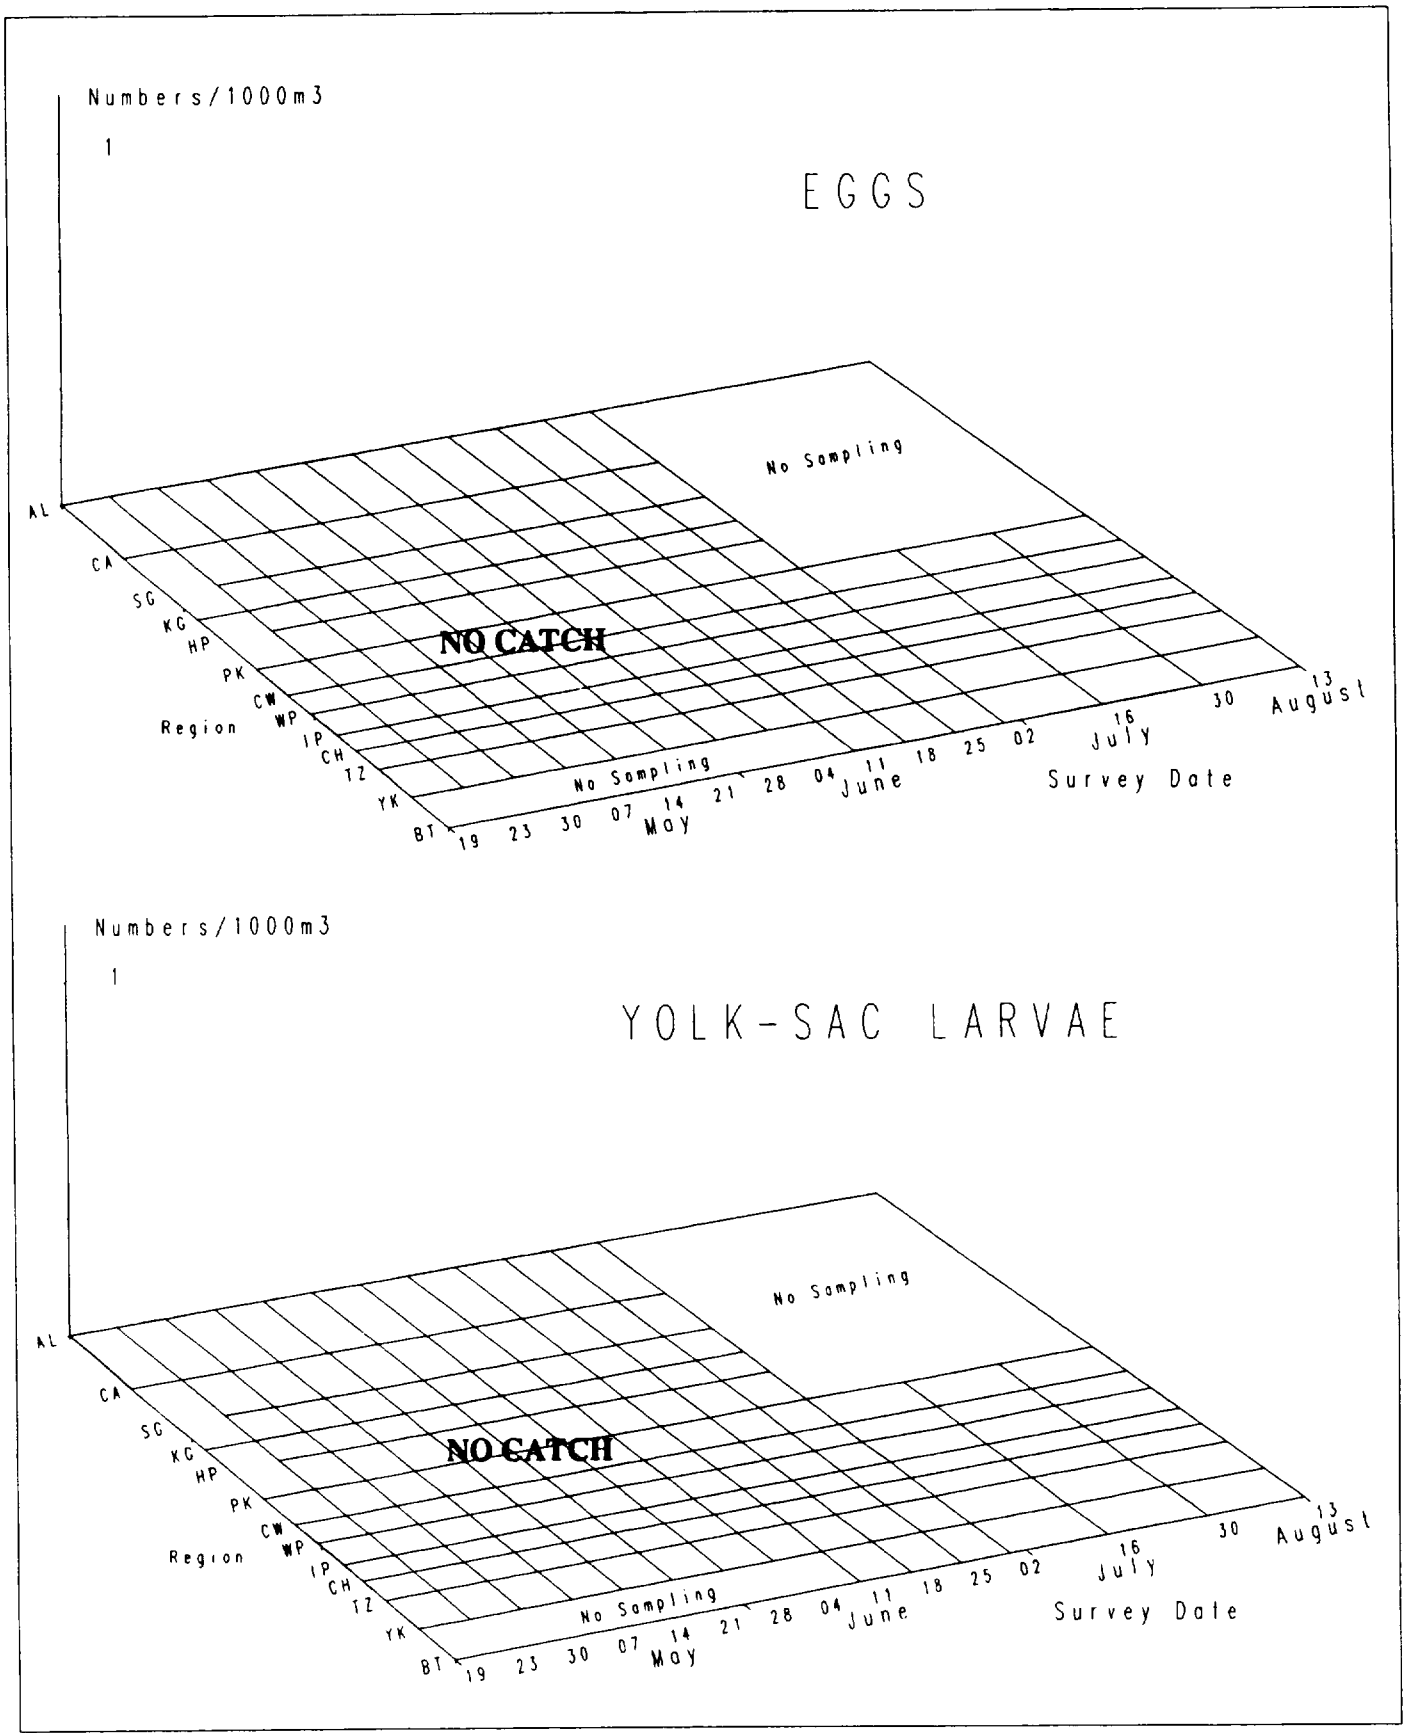 Numbers/1000m3
1
EGGS
No Sampling
AL
CA
SG
KG
HP
PK
CW
WP
IP
CH
TZ
YK
BT
Region
NO CATCH
No Sampling
19 23 30 07 14 21 28 04 11 18 25 02 16 30 13
May June July August
Survey Date
Numbers/1000m3
1
YOLK-SAC LARVAE
No Sampling
AL
CA
SG
KG
HP
PK
CW
WP
IP
CH
TZ
YK
BT
Region
NO CATCH
No Sampling
19 23 30 07 14 21 28 04 11 18 25 02 16 30 13
May June July August
Survey Date